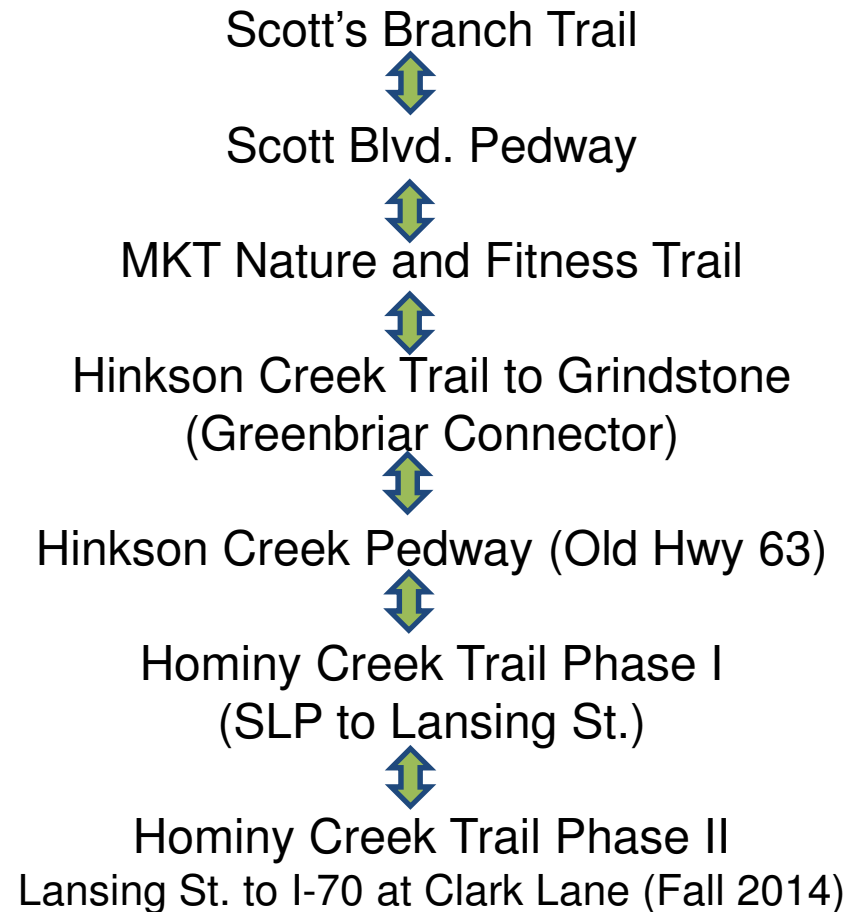 Scott’s Branch Trail
Scott Blvd. Pedway
MKT Nature and Fitness Trail
Hinkson Creek Trail to Grindstone
(Greenbriar Connector)
Hinkson Creek Pedway (Old Hwy 63)
Hominy Creek Trail Phase I
(SLP to Lansing St.)
Hominy Creek Trail Phase II
Lansing St. to I-70 at Clark Lane (Fall 2014)